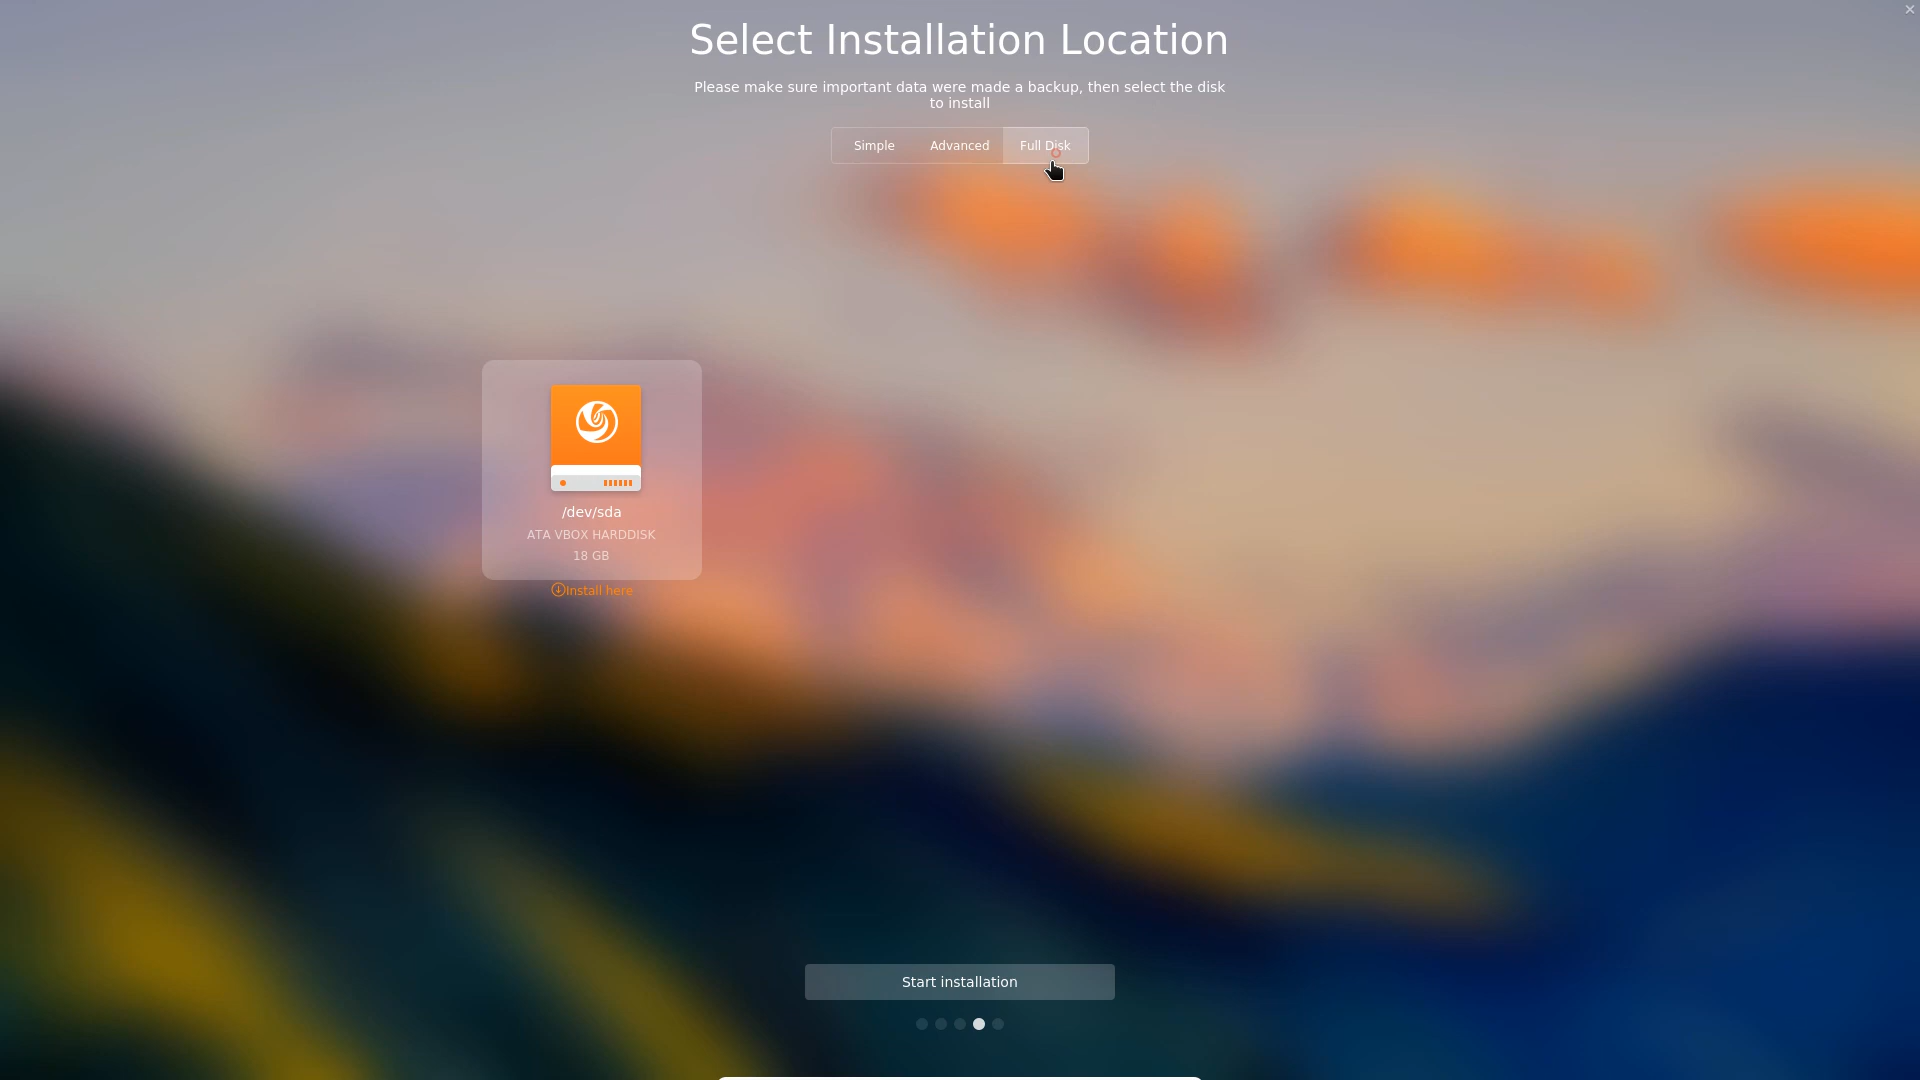 Select Installation Location
Please make sure important data were made a backup, then select the disk
to install
Simple
Advanced
Full Disk
/dev/sda
ATA VBOX HARDDISK
18 GB
Install here
Start installation